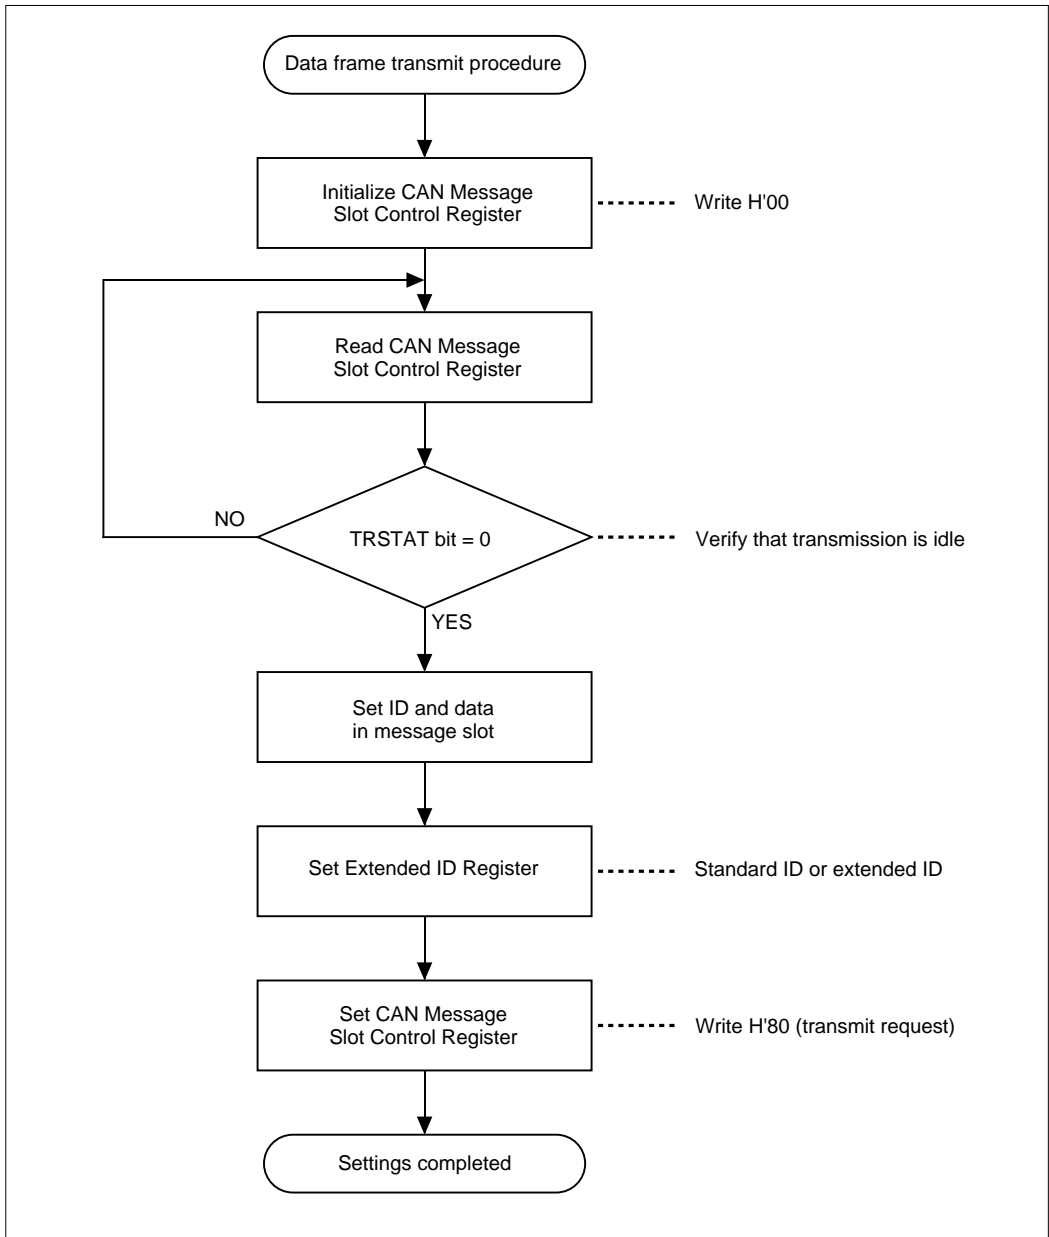 Data frame transmit procedure
Initialize CAN Message
Slot Control Register
Write H'00
Read CAN Message
Slot Control Register
NO
TRSTAT bit = 0
Verify that transmission is idle
YES
Set ID and data
in message slot
Set Extended ID Register
Standard ID or extended ID
Set CAN Message
Slot Control Register
Write H'80 (transmit request)
Settings completed